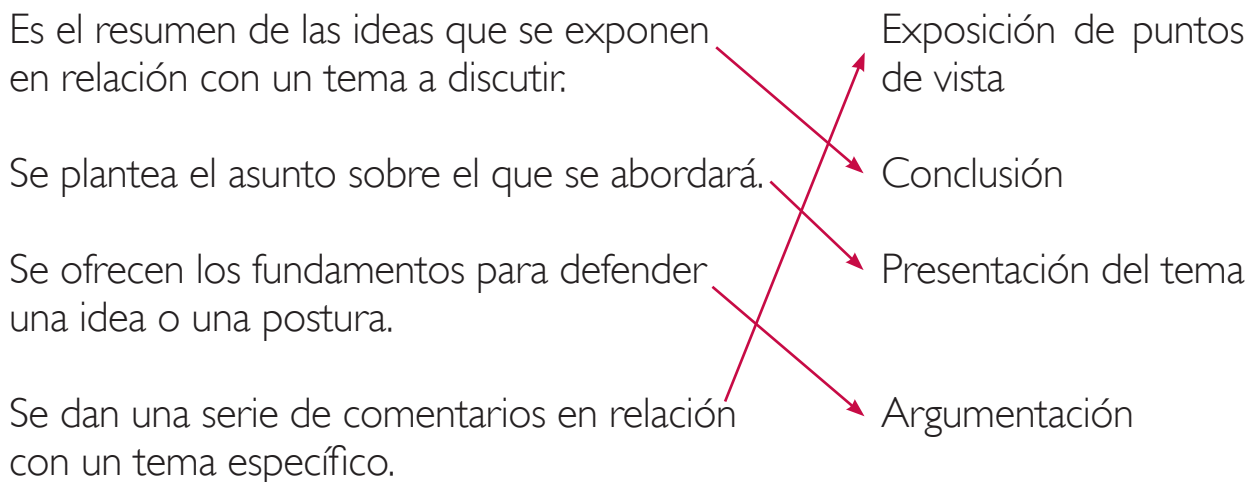 Es el resumen de las ideas que se exponen
en relación con un tema a discutir.
Se plantea el asunto sobre el que se abordará.
Se ofrecen los fundamentos para defender
una idea o una postura.
Se dan una serie de comentarios en relación
con un tema específico.
Exposición de puntos
de vista
Conclusión
Presentación del tema
Argumentación